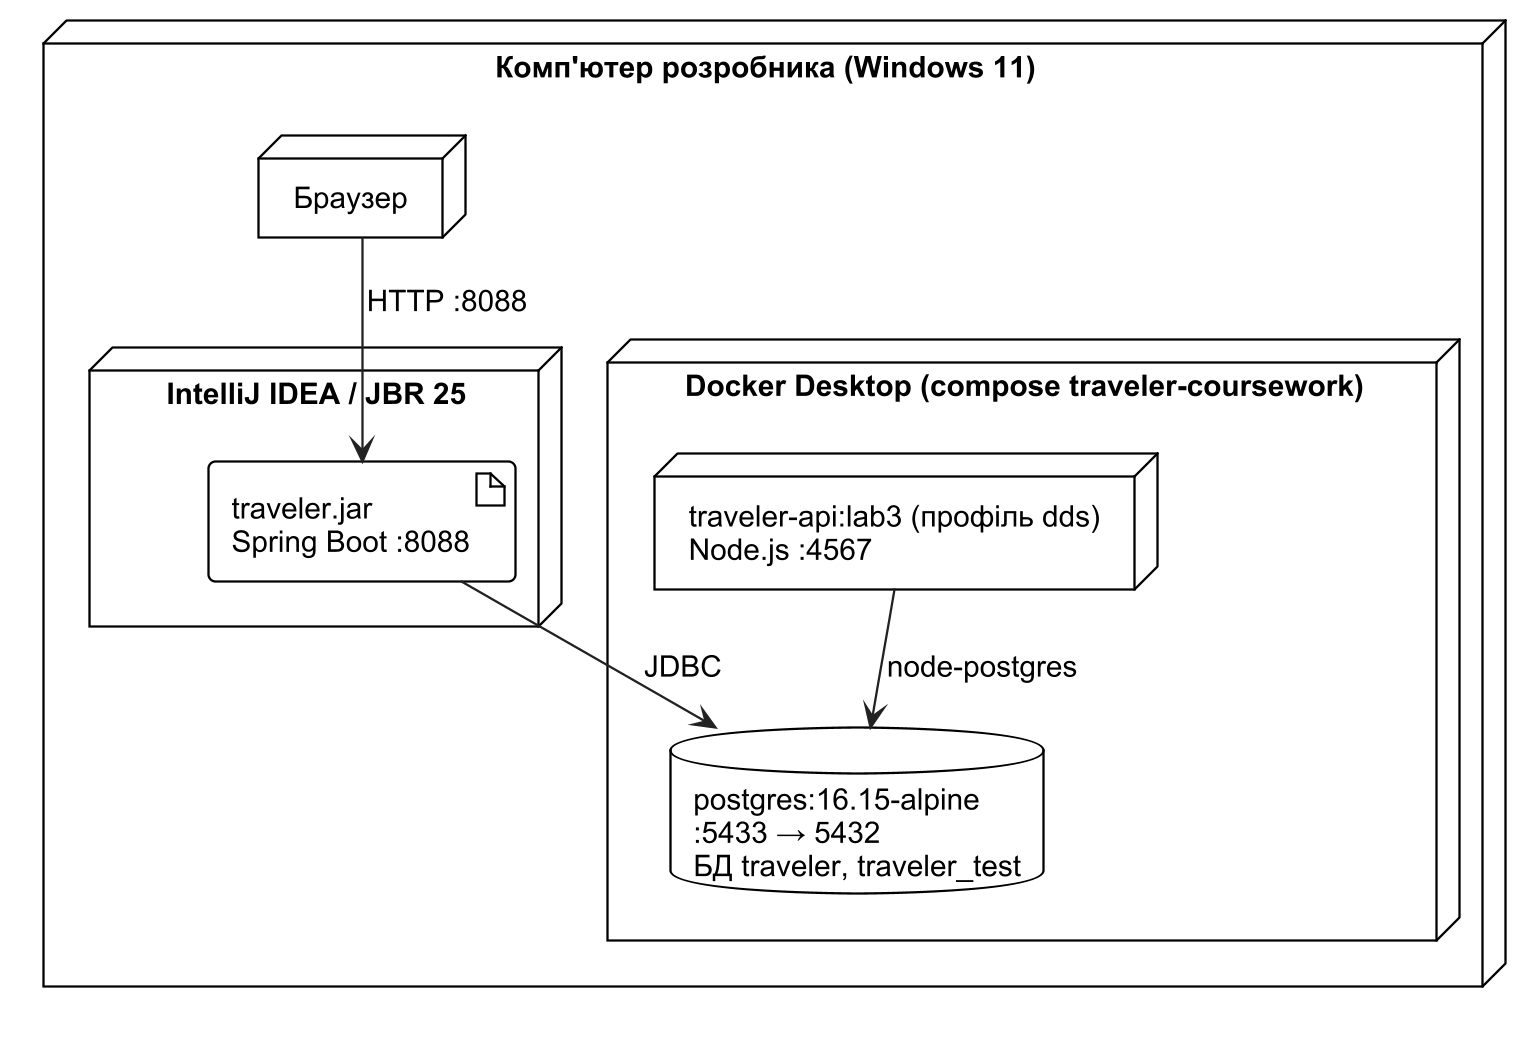 Комп'ютер розробника (Windows 11)
Браузер
HTTP :8088
IntelliJ IDEA / JBR 25
traveler.jar
Spring Boot :8088
Docker Desktop (compose traveler-coursework)
traveler-api:lab3 (профіль dds)
Node.js :4567
JDBC
node-postgres
postgres:16.15-alpine
:5433 → 5432
БД traveler, traveler_test